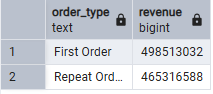 order_type
text
revenue
bigint
1 First Order 498513032
2 Repeat Ord... 465316588